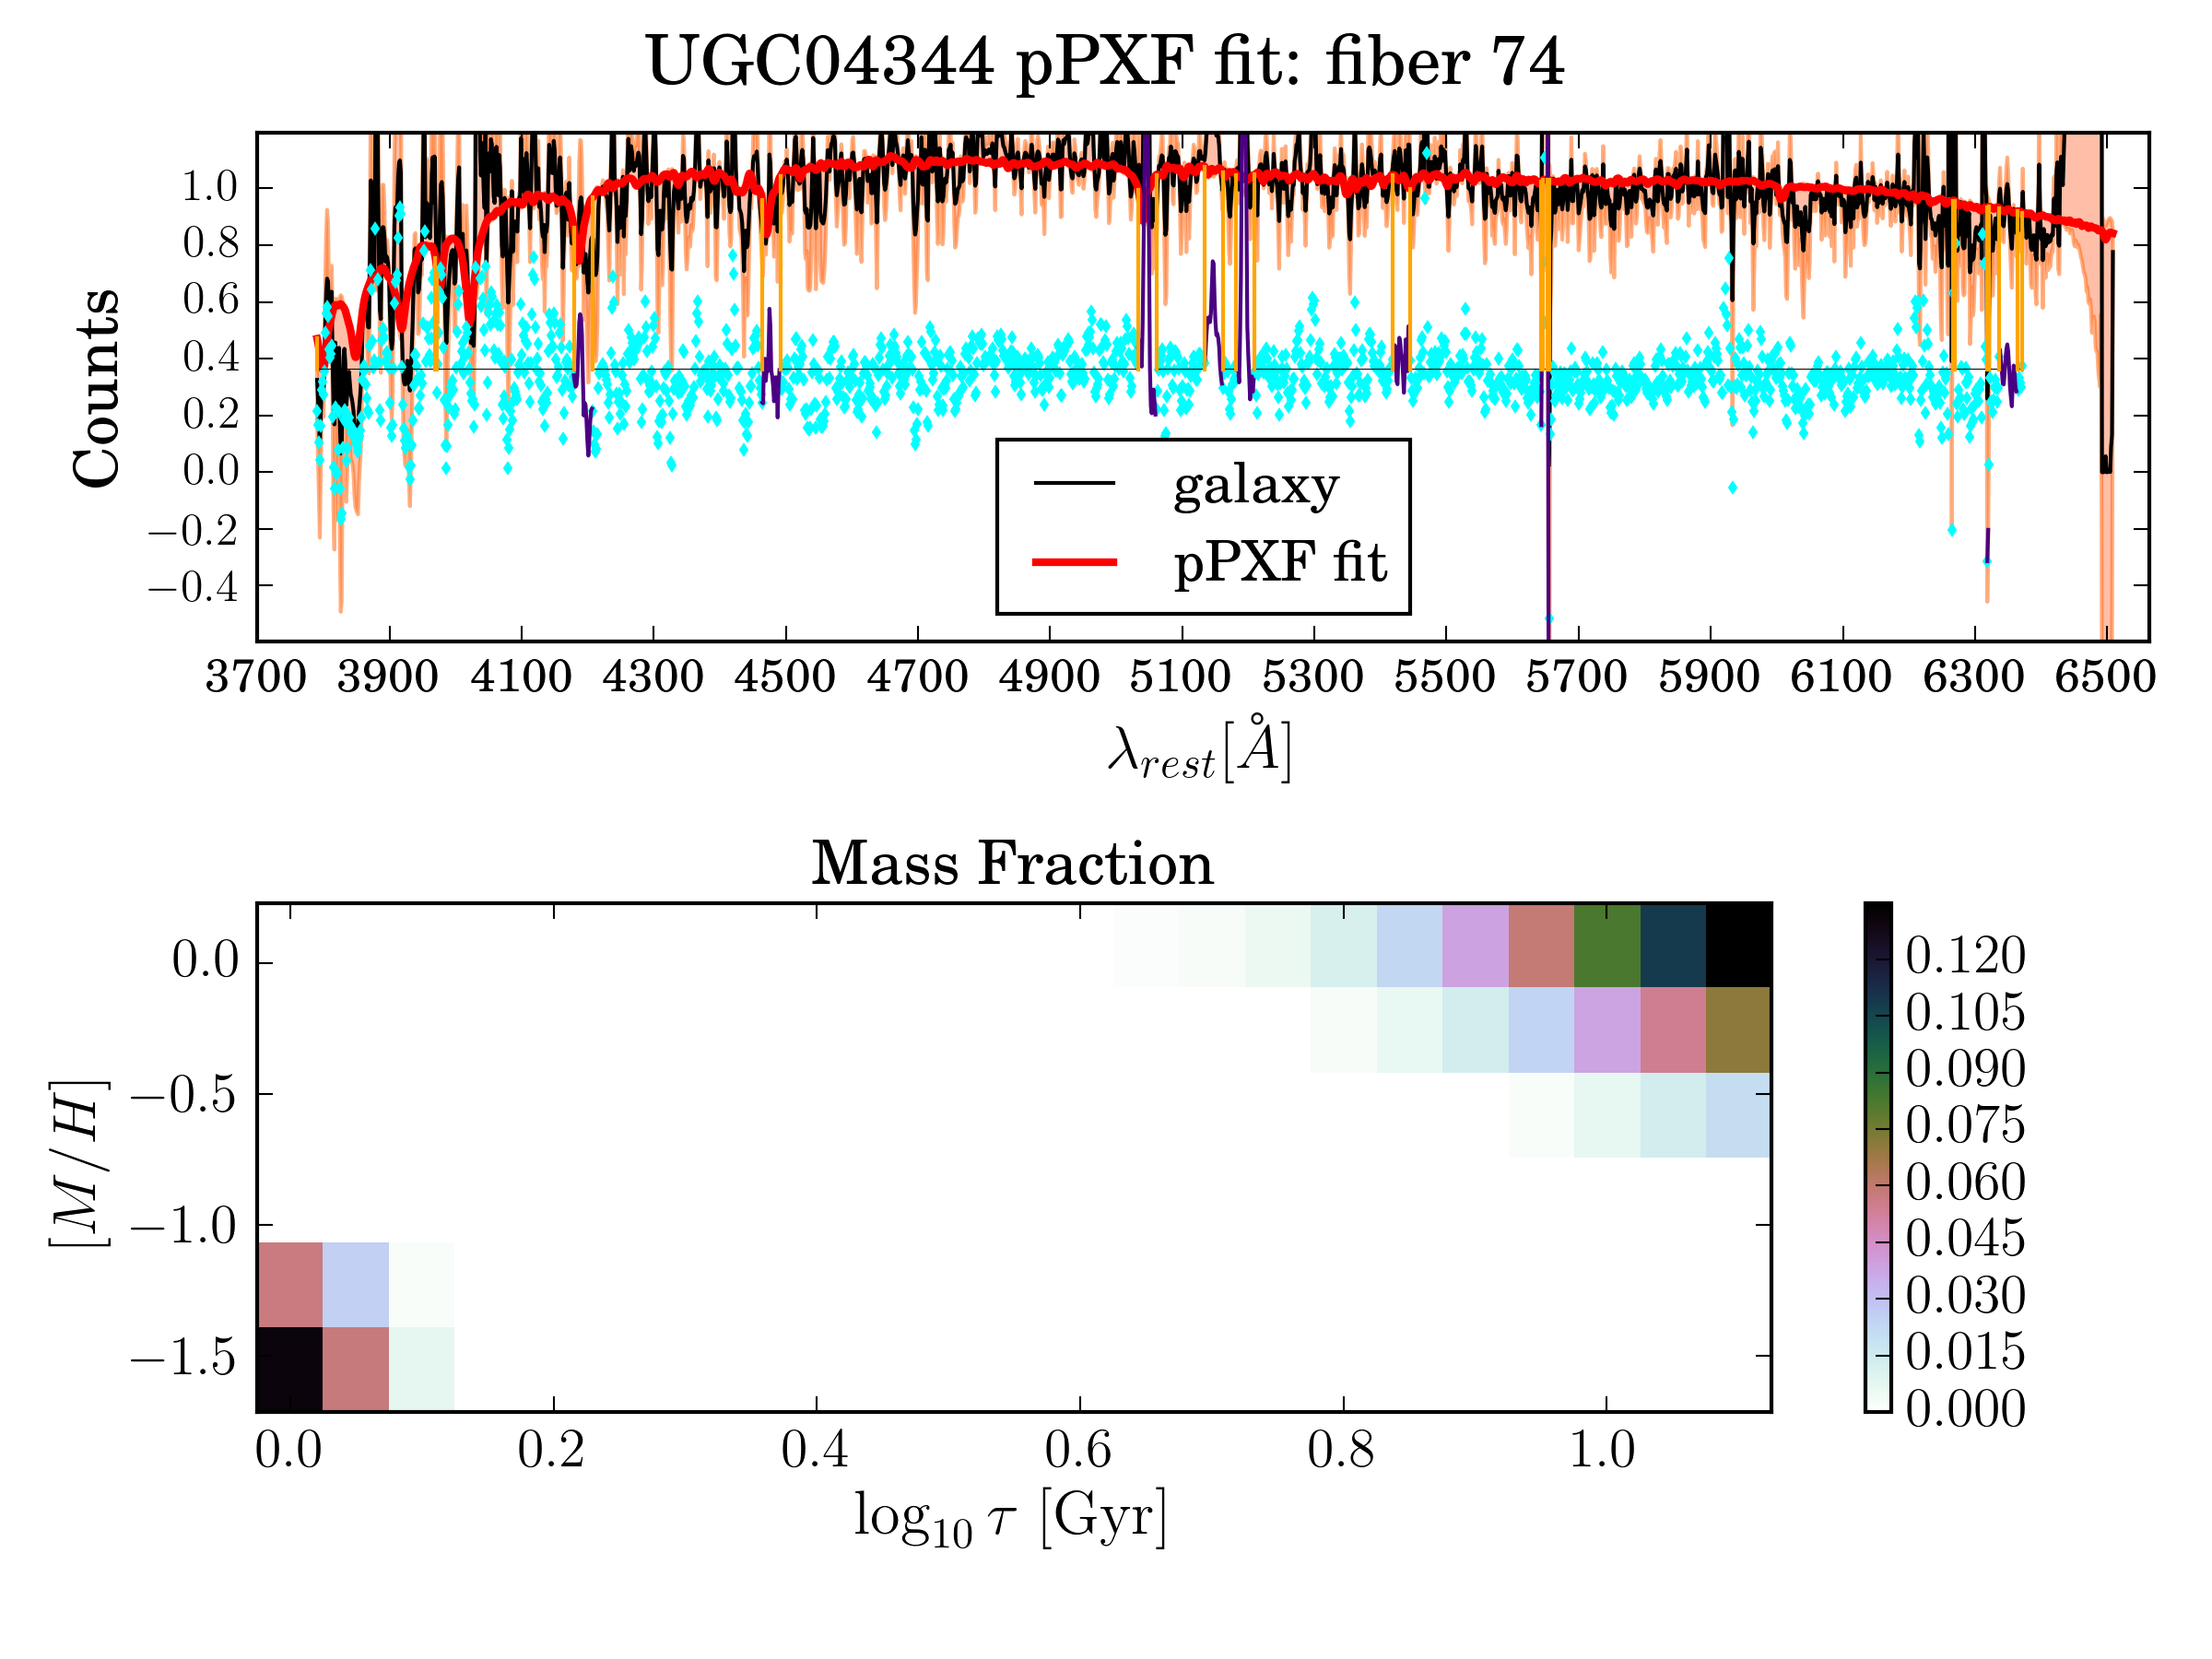 UGC04344 pPXF fit: fiber 74
Counts
1.0
0.8
0.6
0.4
0.2
0.0
−0.2
−0.4
galaxy
pPXF fit
3700 3900 4100 4300 4500 4700 4900 5100 5300 5500 5700 5900 6100 6300 6500
λrest[Å]
Mass Fraction
[M/H]
0.0
−0.5
−1.0
−1.5
0.120
0.105
0.090
0.075
0.060
0.045
0.030
0.015
0.000
0.0 0.2 0.4 0.6 0.8 1.0
log10 τ [Gyr]